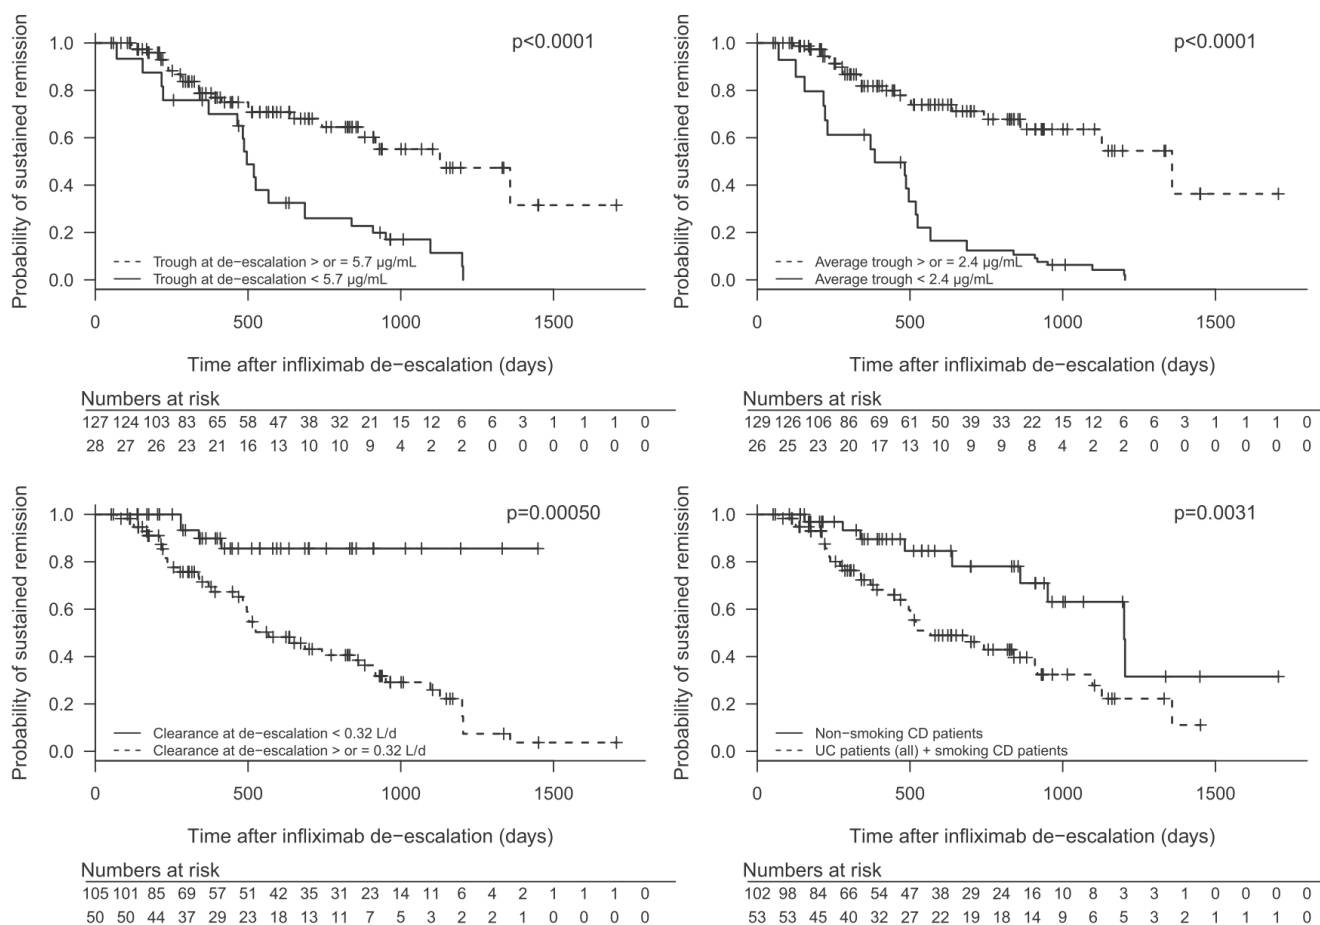 p<0.0001
Probability of sustained remission
1.0
0.8
0.6
0.4
0.2
0.0
Trough at de−escalation > or = 5.7 µg/mL
Trough at de−escalation < 5.7 µg/mL
0 500 1000 1500
Time after infliximab de−escalation (days)
Numbers at risk
127 124 103 83 65 58 47 38 32 21 15 12 6 6 3 1 1 1 0
28 27 26 23 21 16 13 10 10 9 4 2 2 0 0 0 0 0 0
p<0.0001
Probability of sustained remission
1.0
0.8
0.6
0.4
0.2
0.0
Average trough > or = 2.4 µg/mL
Average trough < 2.4 µg/mL
0 500 1000 1500
Time after infliximab de−escalation (days)
Numbers at risk
129 126 106 86 69 61 50 39 33 22 15 12 6 6 3 1 1 1 0
26 25 23 20 17 13 10 9 9 8 4 2 2 0 0 0 0 0 0
p=0.00050
Probability of sustained remission
1.0
0.8
0.6
0.4
0.2
0.0
Clearance at de−escalation < 0.32 L/d
Clearance at de−escalation > or = 0.32 L/d
0 500 1000 1500
Time after infliximab de−escalation (days)
Numbers at risk
105 101 85 69 57 51 42 35 31 23 14 11 6 4 2 1 1 1 0
50 50 44 37 29 23 18 13 11 7 5 3 2 2 1 0 0 0 0
p=0.0031
Probability of sustained remission
1.0
0.8
0.6
0.4
0.2
0.0
Non−smoking CD patients
UC patients (all) + smoking CD patients
0 500 1000 1500
Time after infliximab de−escalation (days)
Numbers at risk
102 98 84 66 54 47 38 29 24 16 10 8 3 3 1 0 0 0 0
53 53 45 40 32 27 22 19 18 14 9 6 5 3 2 1 1 1 0